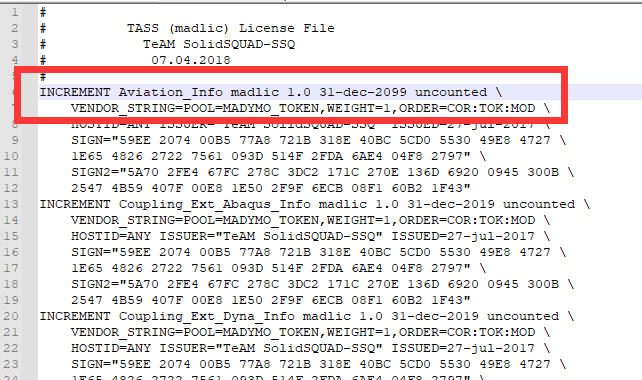 1 #
2 # TASS (madlic) License File
3 # TeAM SolidSQUAD-SSQ
4 # 07.04.2018
5 #
6 INCREMENT Aviation_Info madlic 1.0 31-dec-2099 uncounted \
7 VENDOR_STRING=POOL=MADYMO_TOKEN,WEIGHT=1,ORDER=COR:TOK:MOD \
8 HOSTID=ANY ISSUER="TeAM SolidSQUAD-SSQ" ISSUED=27-jul-2017 \
9 SIGN="59EE 2074 00B5 77A8 721B 318E 40BC 5CD0 5530 49E8 4727 \
10 1E65 4826 2722 7561 093D 514F 2FDA 6AE4 04F8 2797" \
11 SIGN2="5A70 2FE4 67FC 278C 3DC2 171C 270E 136D 6920 0945 300B \
12 2547 4B59 407F 00E8 1E50 2F9F 6ECB 08F1 60B2 1F43"
13 INCREMENT Coupling_Ext_Abaqus_Info madlic 1.0 31-dec-2019 uncounted \
14 VENDOR_STRING=POOL=MADYMO_TOKEN,WEIGHT=1,ORDER=COR:TOK:MOD \
15 HOSTID=ANY ISSUER="TeAM SolidSQUAD-SSQ" ISSUED=27-jul-2017 \
16 SIGN="59EE 2074 00B5 77A8 721B 318E 40BC 5CD0 5530 49E8 4727 \
17 1E65 4826 2722 7561 093D 514F 2FDA 6AE4 04F8 2797" \
18 SIGN2="5A70 2FE4 67FC 278C 3DC2 171C 270E 136D 6920 0945 300B \
19 2547 4B59 407F 00E8 1E50 2F9F 6ECB 08F1 60B2 1F43"
20 INCREMENT Coupling_Ext_Dyna_Info madlic 1.0 31-dec-2019 uncounted \
21 VENDOR_STRING=POOL=MADYMO_TOKEN,WEIGHT=1,ORDER=COR:TOK:MOD \
22 HOSTID=ANY ISSUER="TeAM SolidSQUAD-SSQ" ISSUED=27-jul-2017 \
23 SIGN="59EE 2074 00B5 77A8 721B 318E 40BC 5CD0 5530 49E8 4727 \
24 1E65 4826 2722 7561 093D 514F 2FDA 6AE4 04F8 2797" \